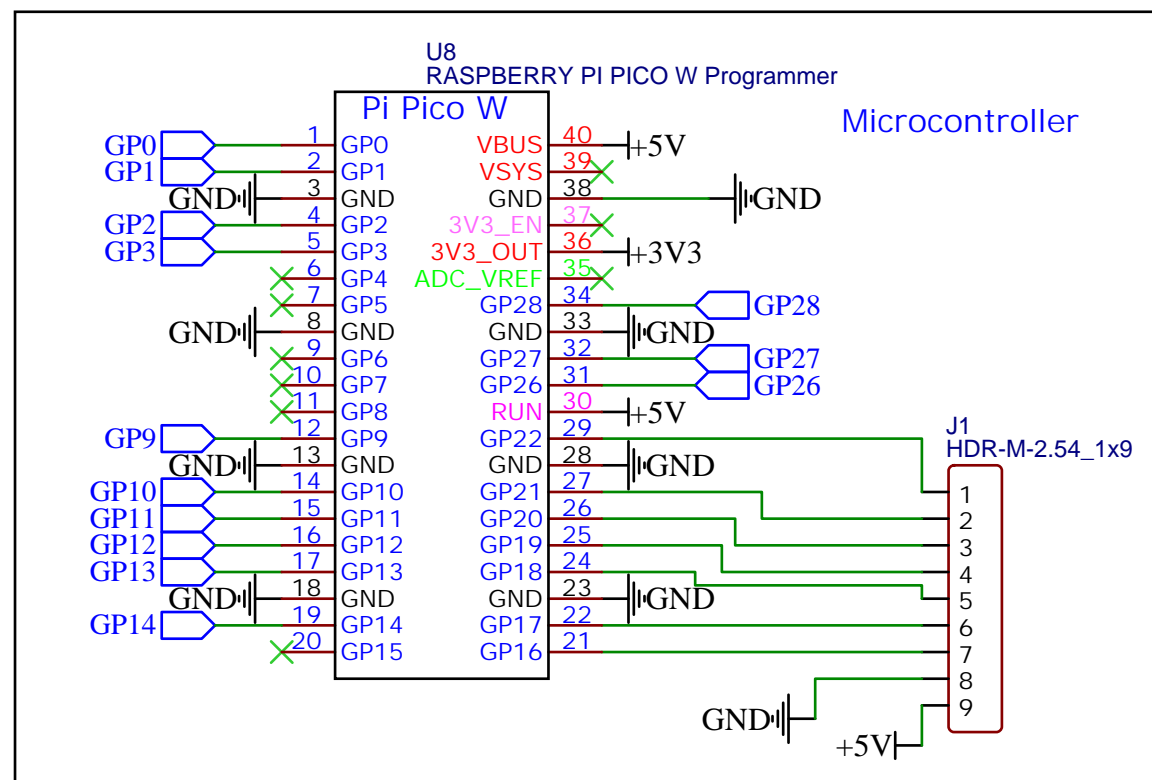 U8
RASPBERRY PI PICO W Programmer
Pi Pico W
Microcontroller
GP0 1 GP0 VBUS 40 +5V
GP1 2 GP1 VSYS 39
GND 3 GND GND 38 GND
GP2 4 GP2 3V3_EN 37
GP3 5 GP3 3V3_OUT 36 +3V3
6 GP4 ADC_VREF 35
7 GP5 GP28 34 GP28
GND 8 GND GND 33 GND
9 GP6 GP27 32 GP27
10 GP7 GP26 31 GP26
11 GP8 RUN 30 +5V
GP9 12 GP9 GP22 29
GND 13 GND GND 28 GND
GP10 14 GP10 GP21 27
GP11 15 GP11 GP20 26
GP12 16 GP12 GP19 25
GP13 17 GP13 GP18 24
GND 18 GND GND 23 GND
GP14 19 GP14 GP17 22
20 GP15 GP16 21
J1
HDR-M-2.54_1x9
1
2
3
4
5
6
7
8
9
GND
+5V